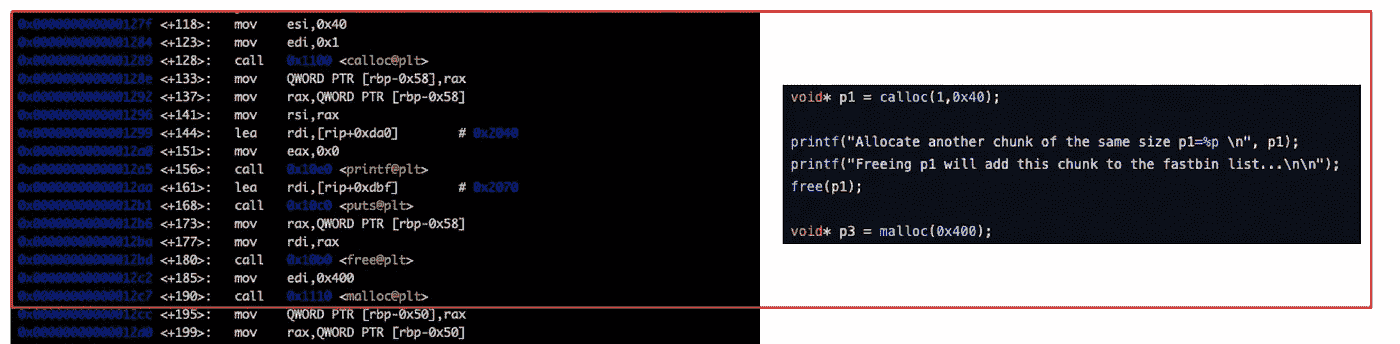 0x000000000000127f <+118>: mov esi,0x40
0x0000000000001284 <+123>: mov edi,0x1
0x0000000000001289 <+128>: call 0x1100 <calloc@plt>
0x000000000000128e <+133>: mov QWORD PTR [rbp-0x58],rax
0x0000000000001292 <+137>: mov rax,QWORD PTR [rbp-0x58]
0x0000000000001296 <+141>: mov rsi,rax
0x0000000000001299 <+144>: lea rdi,[rip+0xda0] # 0x2040
0x00000000000012a0 <+151>: mov eax,0x0
0x00000000000012a5 <+156>: call 0x10e0 <printf@plt>
0x00000000000012aa <+161>: lea rdi,[rip+0xdbf] # 0x2070
0x00000000000012b1 <+168>: call 0x10c0 <puts@plt>
0x00000000000012b6 <+173>: mov rax,QWORD PTR [rbp-0x58]
0x00000000000012ba <+177>: mov rdi,rax
0x00000000000012bd <+180>: call 0x10b0 <free@plt>
0x00000000000012c2 <+185>: mov edi,0x400
0x00000000000012c7 <+190>: call 0x1110 <malloc@plt>
0x00000000000012cc <+195>: mov QWORD PTR [rbp-0x50],rax
0x00000000000012d0 <+199>: mov rax,QWORD PTR [rbp-0x50]
void* p1 = calloc(1,0x40);
printf("Allocate another chunk of the same size p1=%p \n", p1);
printf("Freeing p1 will add this chunk to the fastbin list...\n\n");
free(p1);
void* p3 = malloc(0x400);